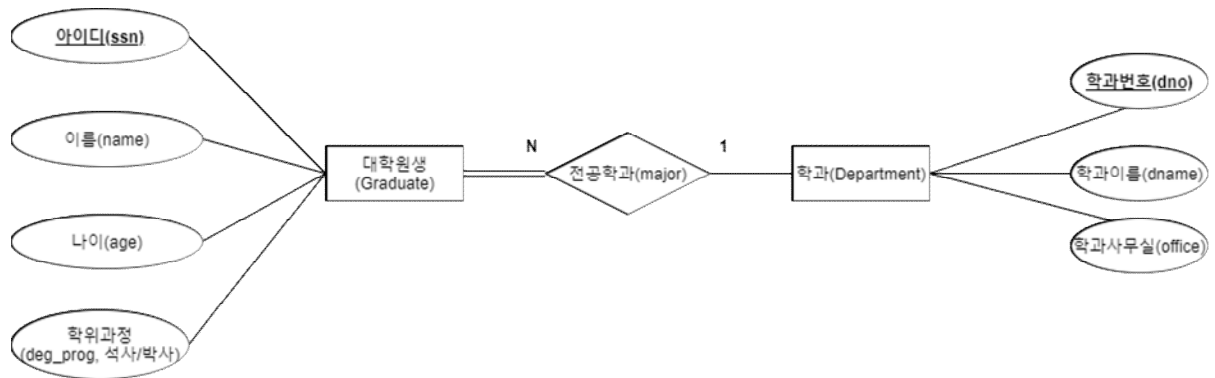 아이디(ssn)
이름(name)
나이(age)
학위과정
(deg_prog, 석사/박사)
대학원생
(Graduate)
N
전공학과(major)
1
학과(Department)
학과번호(dno)
학과이름(dname)
학과사무실(office)